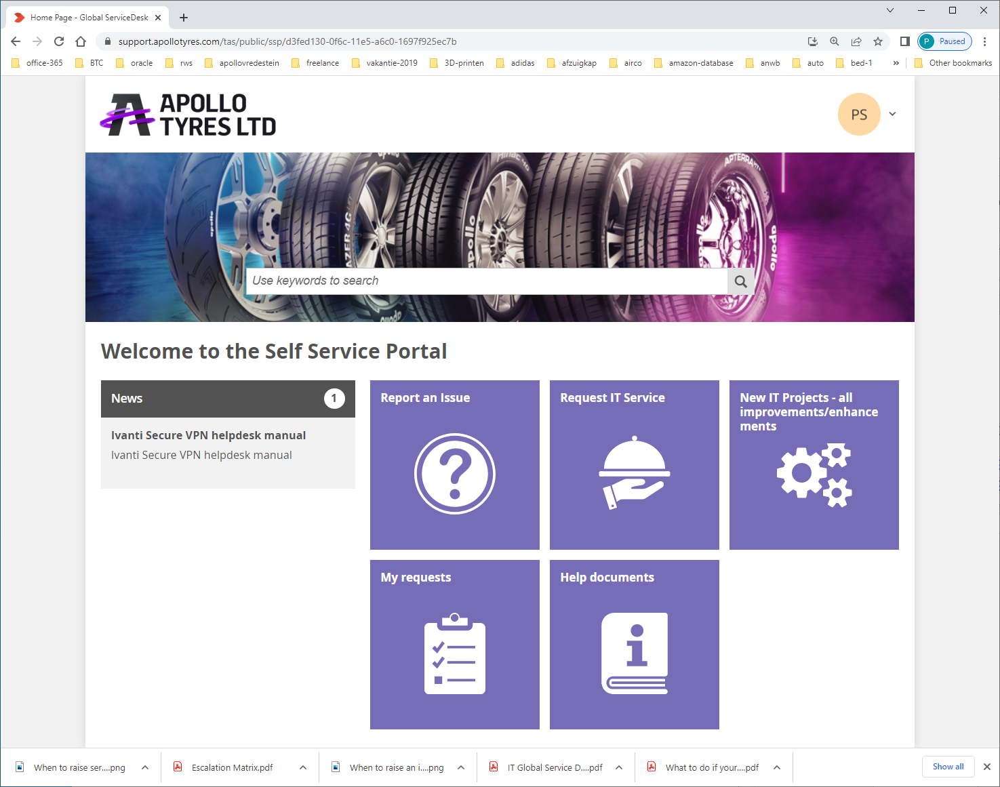 Home Page - Global ServiceDesk
support.apollotyres.com/tas/public/ssp/d3fed130-0f6c-11e5-a6c0-1697f925ec7b
P Paused
office-365 BTC oracle rws apollovredestein freelance vakantie-2019 3D-printen adidas afzuigkap airco amazon-database anwb auto bed-1 » Other bookmarks
APOLLO
TYRES LTD
PS
APTERRA
apollo
apollo
apollo
Use keywords to search
Welcome to the Self Service Portal
News 1
Ivanti Secure VPN helpdesk manual
Ivanti Secure VPN helpdesk manual
Report an Issue
Request IT Service
New IT Projects - all
improvements/enhance
ments
My requests
Help documents
When to raise ser....png
Escalation Matrix.pdf
When to raise an i....png
IT Global Service D....pdf
What to do if your....pdf
Show all